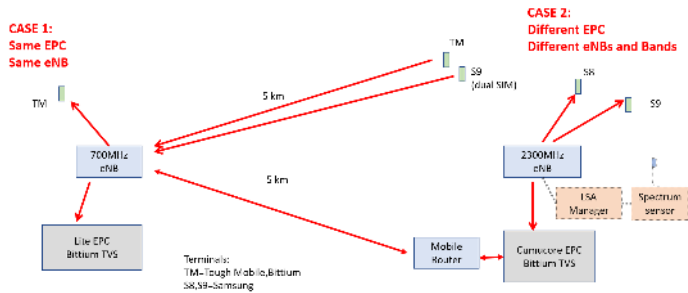 CASE 1:
Same EPC
Same eNB
CASE 2:
Different EPC
Different eNBs and Bands
TM
S9
(dual SIM)
S8
S9
TM
5 km
700MHz
eNB
2300MHz
eNB
5 km
LSA
Manager
Spectrum
sensor
Lite EPC
Bittium TVS
Mobile
Router
Cumucore EPC
Bittium TVS
Terminals:
TM=Tough Mobile,Bittium
S8,S9=Samsung